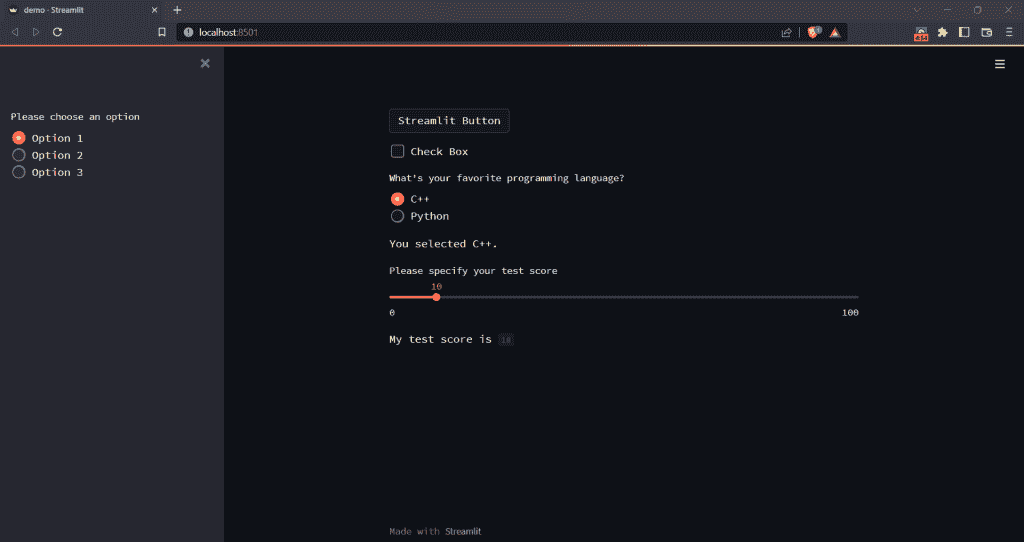 demo · Streamlit
localhost:8501
Please choose an option
Option 1
Option 2
Option 3
Streamlit Button
Check Box
What's your favorite programming language?
C++
Python
You selected C++.
Please specify your test score
10
0
100
My test score is 10
Made with Streamlit